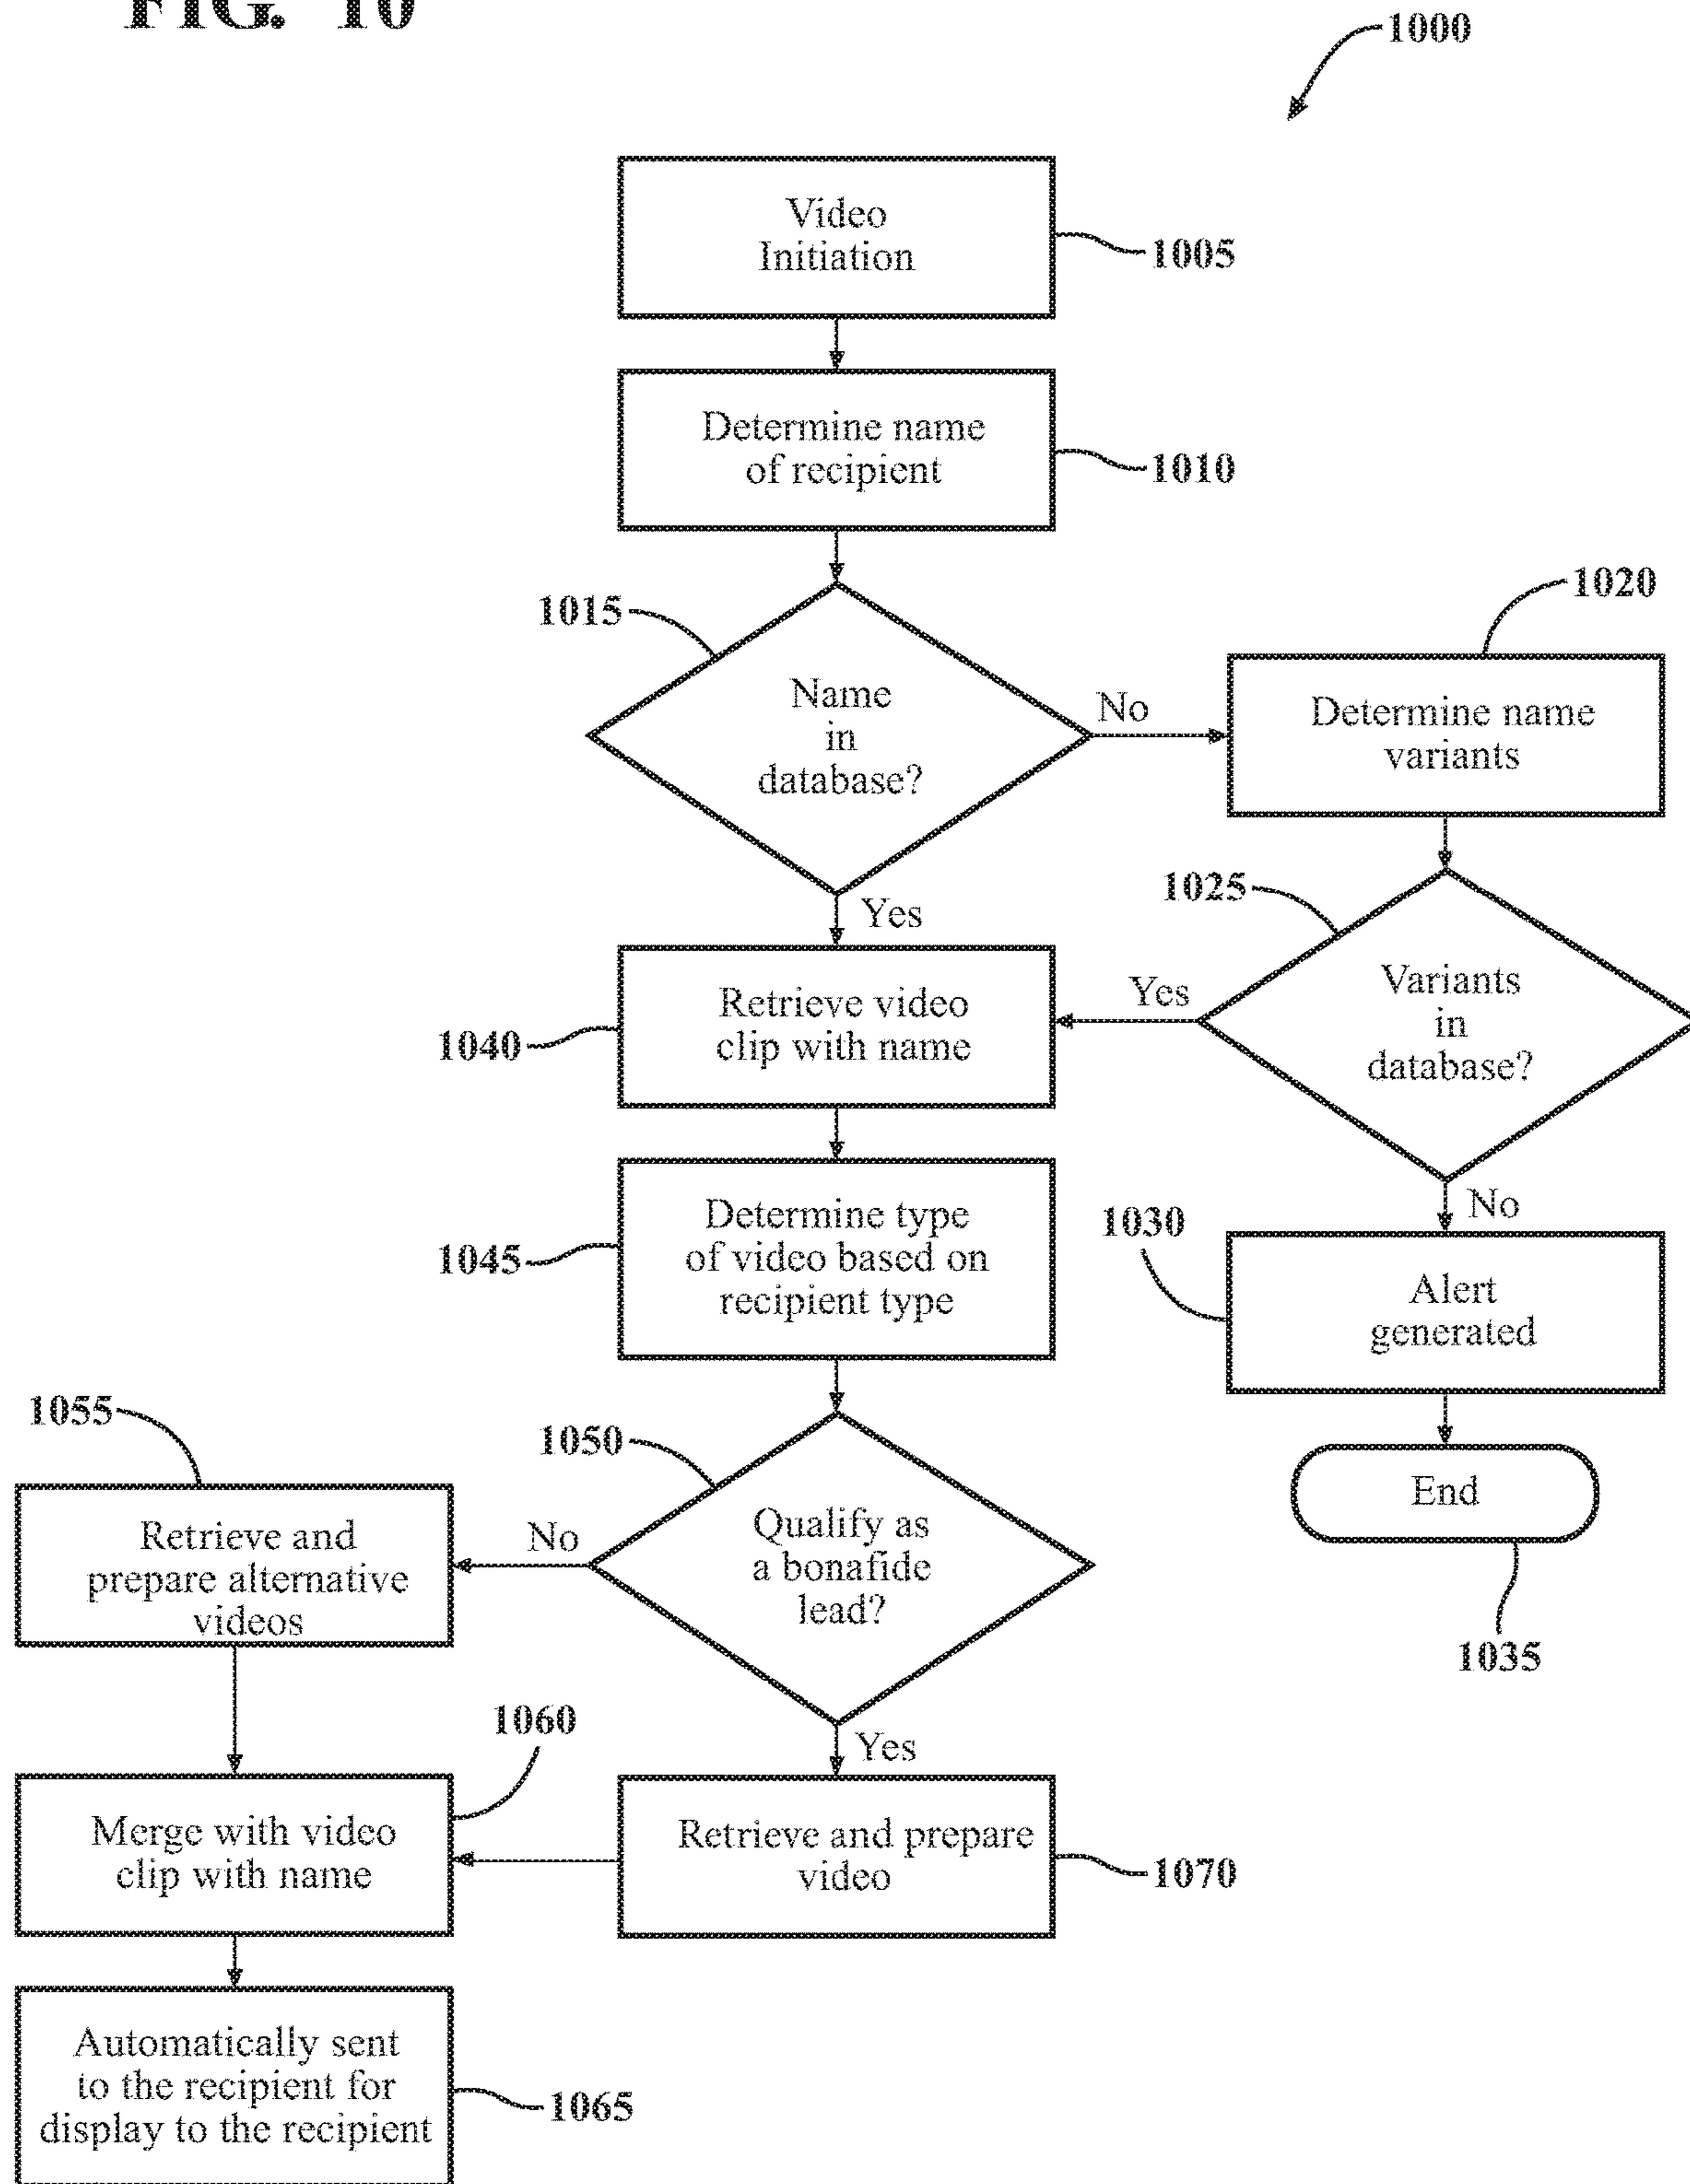 FIG. 10
1000
Video
Initiation
1005
Determine name
of recipient
1010
1015
Name
in
database?
No
1020
Determine name
variants
Yes
1025
Variants
in
database?
Yes
1040
Retrieve video
clip with name
No
1045
Determine type
of video based on
recipient type
1030
Alert
generated
1055
1050
Qualify as
a bonafide
lead?
No
End
1035
Retrieve and
prepare alternative
videos
Yes
1060
Merge with video
clip with name
Retrieve and prepare
video
1070
Automatically sent
to the recipient for
display to the recipient
1065